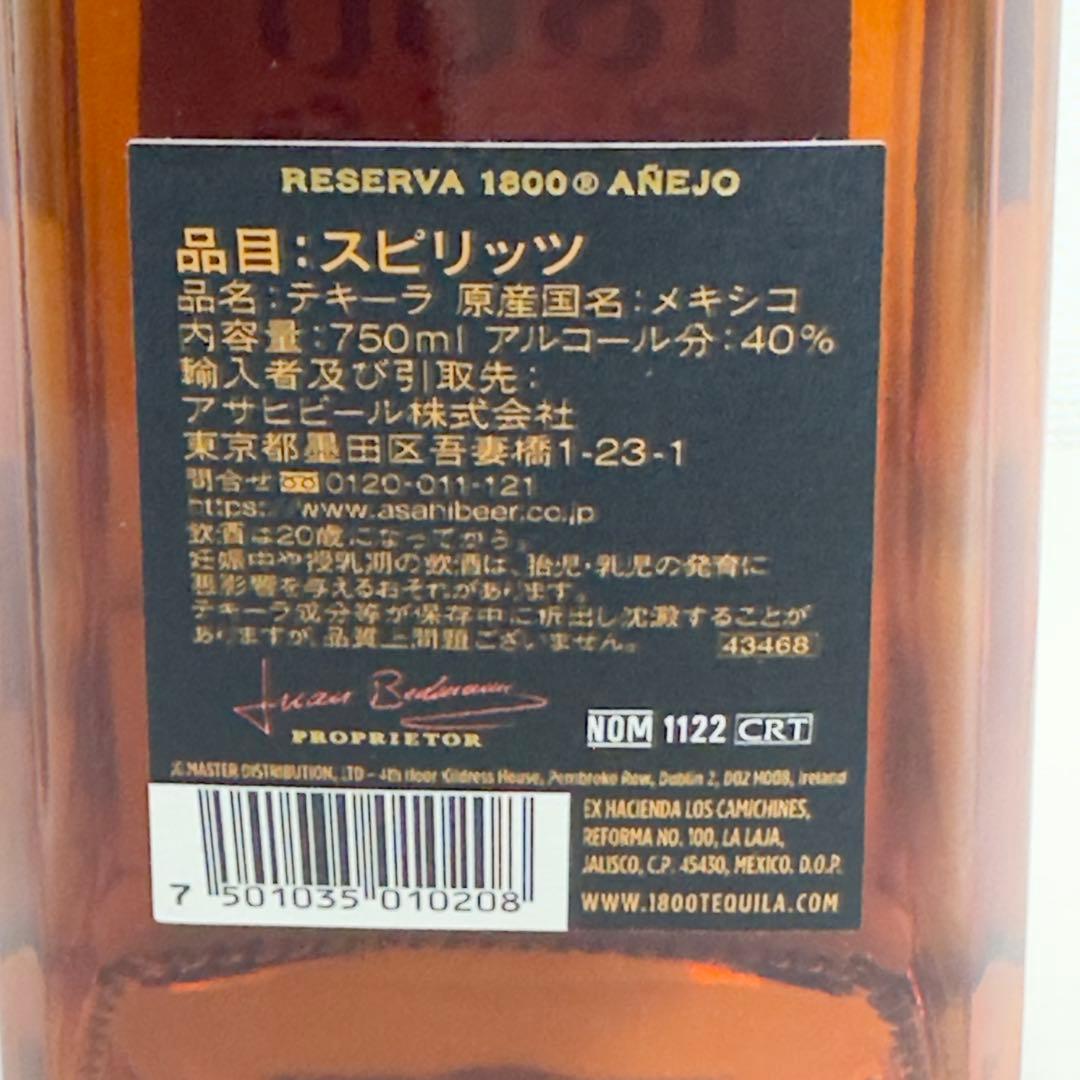 RESERVA 1800® AÑEJO
品目:スピリッツ
品名:テキーラ 原産国名:メキシコ
内容量:750ml アルコール分:40%
輸入者及び引取先:
アサヒビール株式会社
東京都墨田区吾妻橋1-23-1
問合せ 0120-011-121
https://www.asahibeer.co.jp
飲酒は20歳になってから。
妊娠中や授乳期の飲酒は、胎児・乳児の発育に
悪影響を与えるおそれがあります。
テキーラ成分等が保存中に析出し沈澱することが
ありますが、品質上問題ございません。 43468
PROPRIETOR
NOM 1122 CRT
MASTER DISTRIBUTION, LTD – 4th floor Kildress House, Pembroke Row, Dublin 2, D02 H008, Ireland
EX HACIENDA LOS CAMICHINES,
REFORMA NO. 100, LA LAJA,
JALISCO, C.P. 45430, MEXICO. D.O.P.
WWW.1800TEQUILA.COM
7 501035 010208